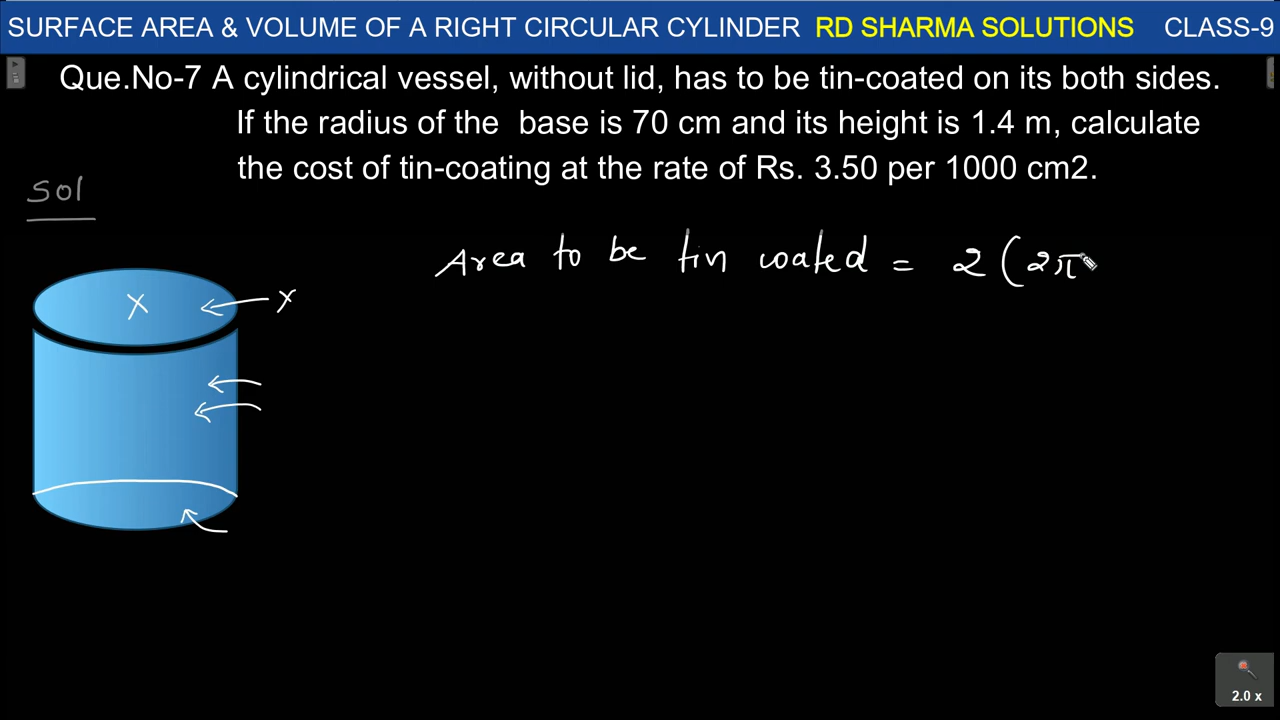 SURFACE AREA & VOLUME OF A RIGHT CIRCULAR CYLINDER RD SHARMA SOLUTIONS CLASS-9
Que.No-7 A cylindrical vessel, without lid, has to be tin-coated on its both sides.
If the radius of the base is 70 cm and its height is 1.4 m, calculate
the cost of tin-coating at the rate of Rs. 3.50 per 1000 cm2.
Sol
Area to be tin coated = 2 (2π
X X
2.0 x